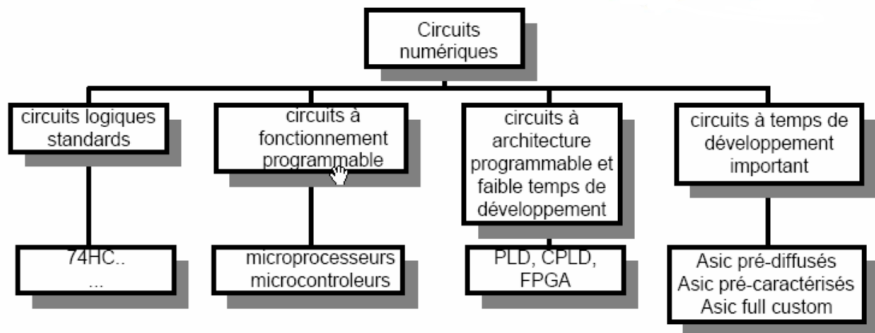 Circuits
numériques
circuits logiques
standards
circuits à
fonctionnement
programmable
circuits à
architecture
programmable et
faible temps de
développement
circuits à temps de
développement
important
74HC..
...
microprocesseurs
microcontroleurs
PLD, CPLD,
FPGA
Asic pré-diffusés
Asic pré-caractérisés
Asic full custom